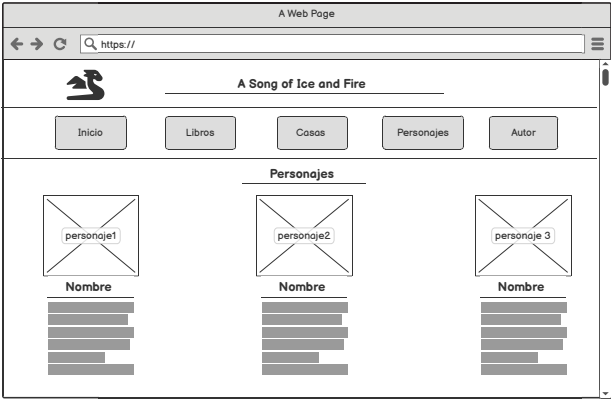 A Web Page
https://
A Song of Ice and Fire
Inicio
Libros
Casas
Personajes
Autor
Personajes
personaje1
personaje2
personaje 3
Nombre
Nombre
Nombre